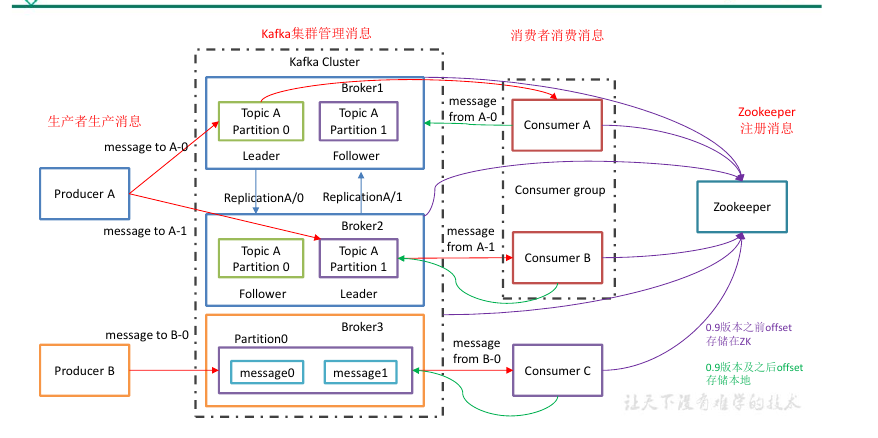 Kafka集群管理消息
消费者消费消息
Kafka Cluster
Broker1
Topic A
Partition 0
Topic A
Partition 1
Leader
Follower
message
from A-0
Consumer A
Zookeeper
注册消息
生产者生产消息
message to A-0
Producer A
ReplicationA/0
ReplicationA/1
Consumer group
Zookeeper
message to A-1
Broker2
Topic A
Partition 0
Topic A
Partition 1
Follower
Leader
message
from A-1
Consumer B
message to B-0
Broker3
Partition0
message0
message1
Producer B
message
from B-0
Consumer C
0.9版本之前offset
存储在ZK
0.9版本及之后offset
存储本地
让天下没有难学的技术